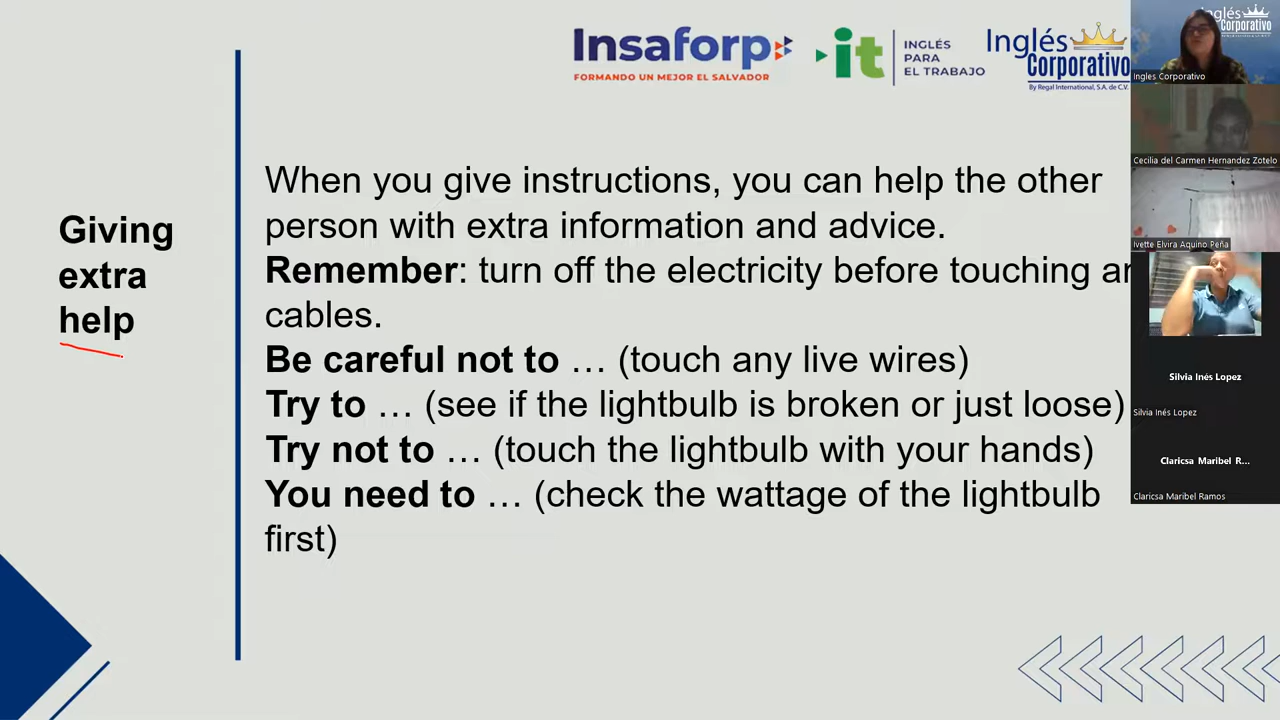 Insaforp
FORMANDO UN MEJOR EL SALVADOR
it
INGLÉS
PARA
EL TRABAJO
Inglés
Corporativo
By Regal International, S.A. de C.V.
Giving
extra
help
When you give instructions, you can help the other
person with extra information and advice.
Remember: turn off the electricity before touching
cables.
Be careful not to … (touch any live wires)
Try to … (see if the lightbulb is broken or just loose)
Try not to … (touch the lightbulb with your hands)
You need to … (check the wattage of the lightbulb
first)
Inglés
Corporativo
Ingles Corporativo
Cecilia del Carmen Hernandez Zotelo
Ivette Elvira Aquino Peña
Silvia Inés Lopez
Silvia Inés Lopez
Claricsa Maribel R...
Claricsa Maribel Ramos